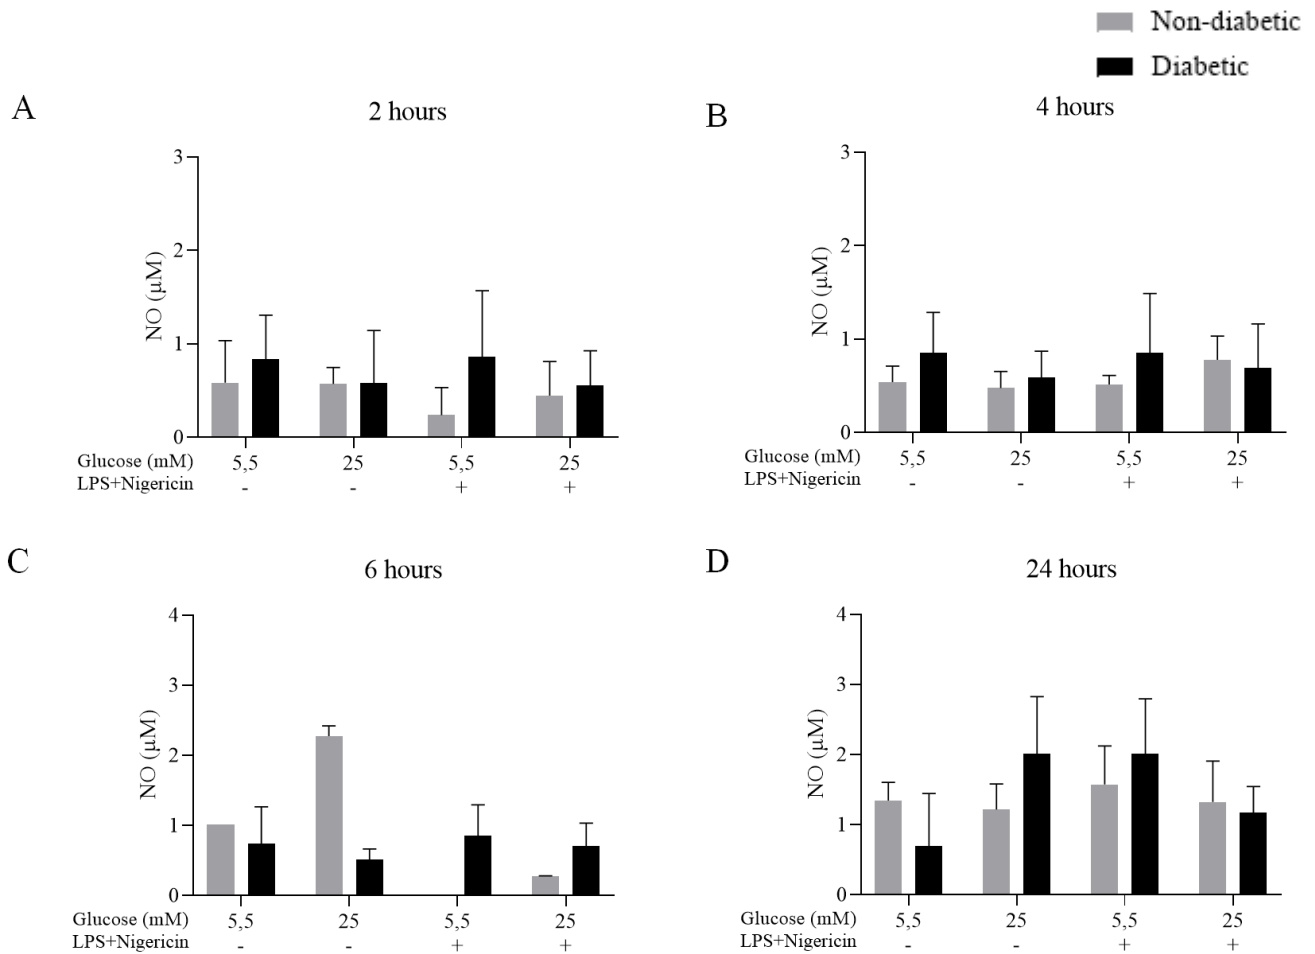 Non-diabetic
Diabetic
A
2 hours
3
2
1
0
NO (μM)
Glucose (mM) 5,5 25 5,5 25
LPS+Nigericin - - + +
B
4 hours
3
2
1
0
NO (μM)
Glucose (mM) 5,5 25 5,5 25
LPS+Nigericin - - + +
C
6 hours
4
3
2
1
0
NO (μM)
Glucose (mM) 5,5 25 5,5 25
LPS+Nigericin - - + +
D
24 hours
4
3
2
1
0
NO (μM)
Glucose (mM) 5,5 25 5,5 25
LPS+Nigericin - - + +